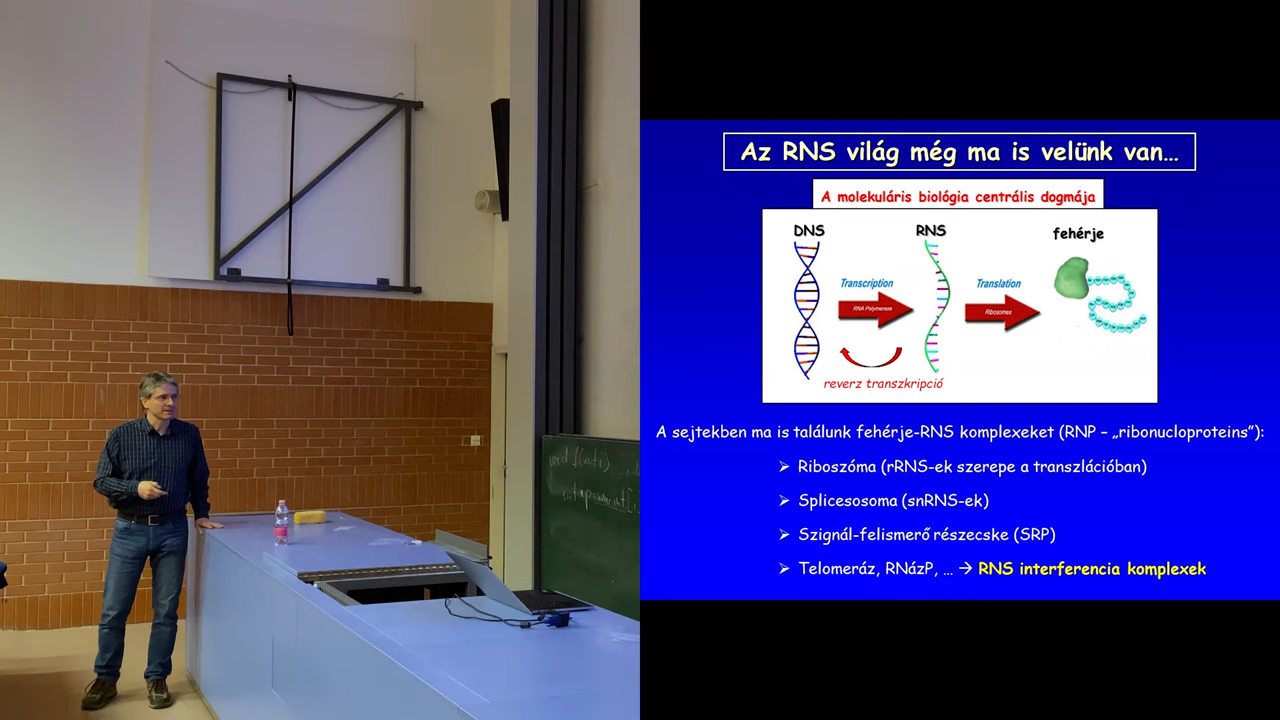 void f(
Az RNS világ még ma is velünk van...
A molekuláris biológia centrális dogmája
DNS
RNS
fehérje
Transcription
Translation
RNA Polymerase
Ribosomes
reverz transzkripció
A sejtekben ma is találunk fehérje-RNS komplexeket (RNP – „ribonucloproteins”):
➢ Riboszóma (rRNS-ek szerepe a transzlációban)
➢ Splicesosoma (snRNS-ek)
➢ Szignál-felismerő részecske (SRP)
➢ Telomeráz, RNázP, ... → RNS interferencia komplexek